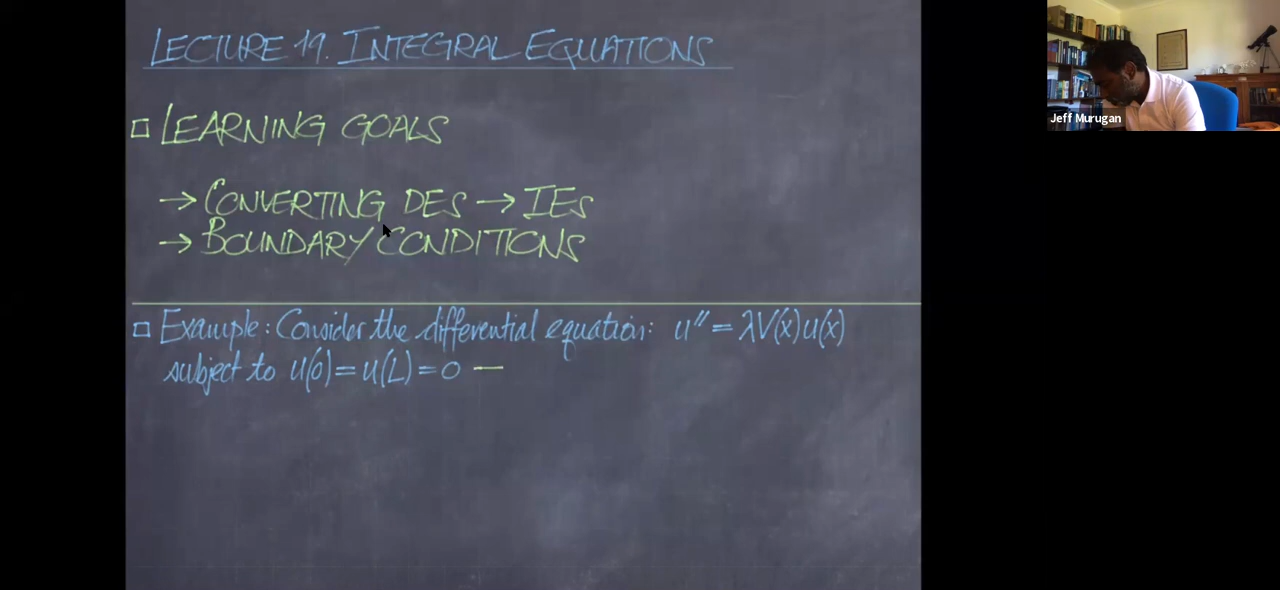 LECTURE 19. INTEGRAL EQUATIONS
LEARNING GOALS
→ CONVERTING DES → IES
→ BOUNDARY CONDITIONS
Example: Consider the differential equation: u″ = λV(x)u(x)
subject to u(0) = u(L) = 0 —
Jeff Murugan